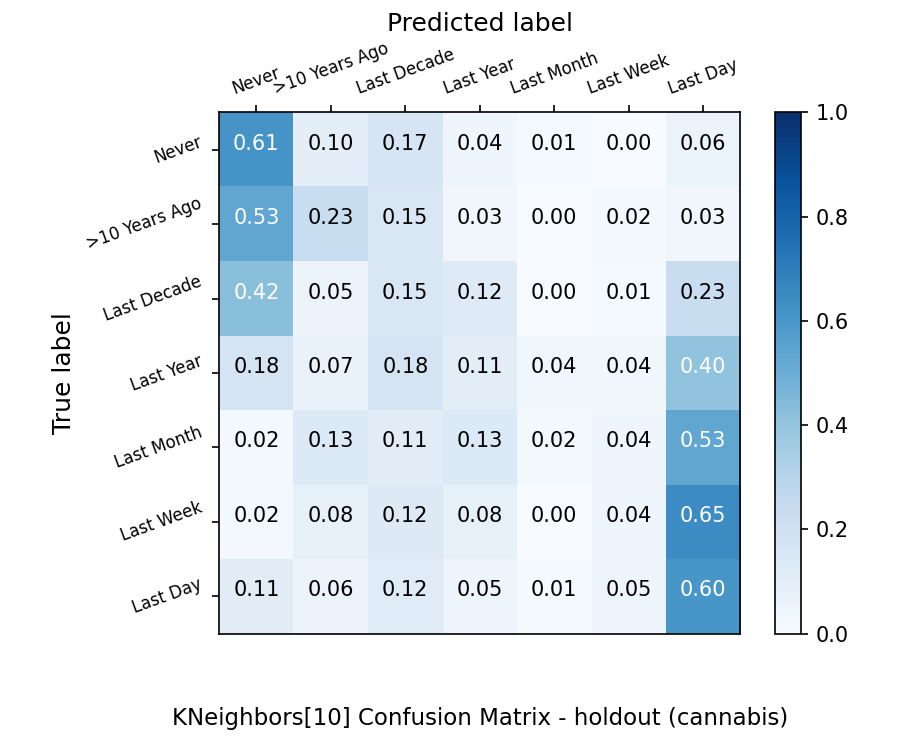 Predicted label
Never >10 Years Ago Last Decade Last Year Last Month Last Week Last Day
True label
Never 0.61 0.10 0.17 0.04 0.01 0.00 0.06
>10 Years Ago 0.53 0.23 0.15 0.03 0.00 0.02 0.03
Last Decade 0.42 0.05 0.15 0.12 0.00 0.01 0.23
Last Year 0.18 0.07 0.18 0.11 0.04 0.04 0.40
Last Month 0.02 0.13 0.11 0.13 0.02 0.04 0.53
Last Week 0.02 0.08 0.12 0.08 0.00 0.04 0.65
Last Day 0.11 0.06 0.12 0.05 0.01 0.05 0.60
1.0
0.8
0.6
0.4
0.2
0.0
KNeighbors[10] Confusion Matrix - holdout (cannabis)